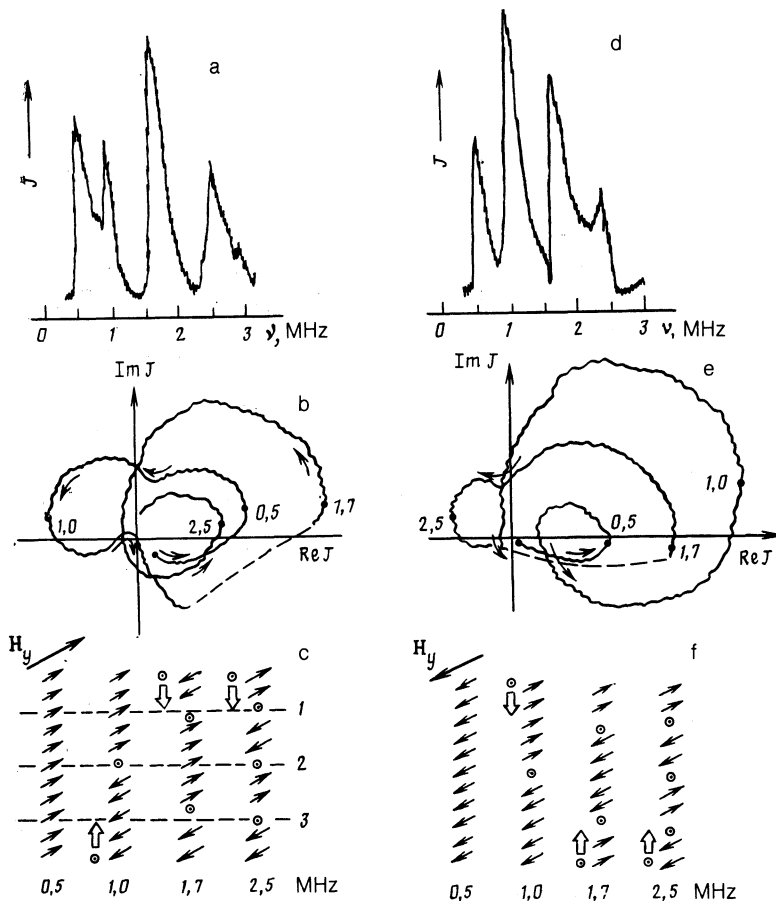 a
J
0 1 2 3 ν, MHz
d
J
0 1 2 3 ν, MHz
Im J
b
1,0
2,5
0,5
1,7
Re J
Im J
e
1,0
2,5
0,5
1,7
Re J
H_y
c
1
2
3
0,5 1,0 1,7 2,5 MHz
H_y
f
0,5 1,0 1,7 2,5 MHz